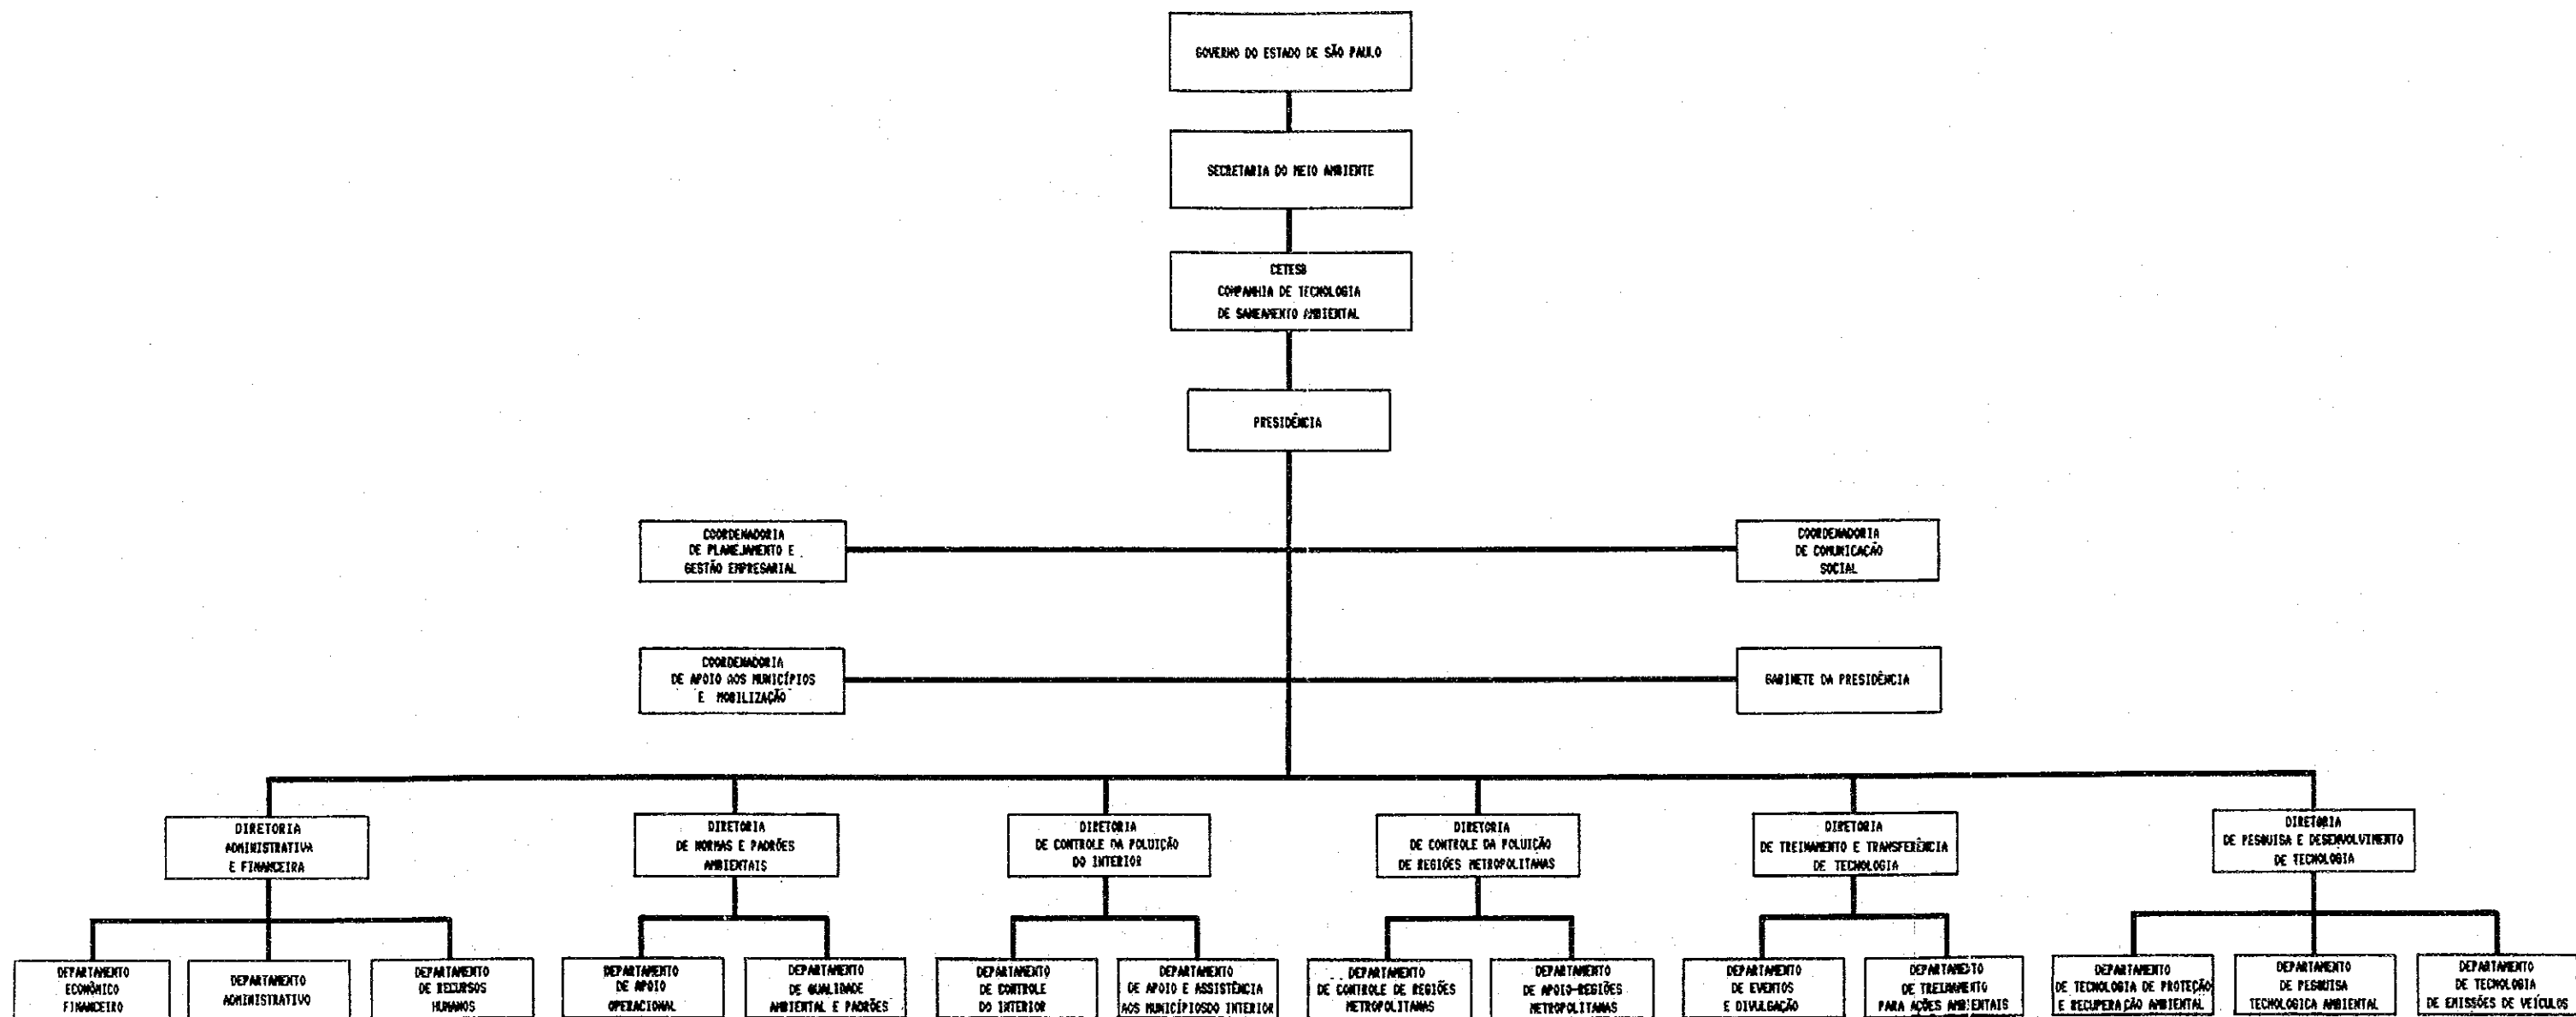 GOVERNO DO ESTADO DE SÃO PAULO
SECRETARIA DO MEIO AMBIENTE
CETESB
COMPANHIA DE TECNOLOGIA
DE SANEAMENTO AMBIENTAL
PRESIDÊNCIA
COORDENADORIA
DE PLANEJAMENTO E
GESTÃO EMPRESARIAL
COORDENADORIA
DE COMUNICAÇÃO
SOCIAL
COORDENADORIA
DE APOIO AOS MUNICÍPIOS
E MOBILIZAÇÃO
GABINETE DA PRESIDÊNCIA
DIRETORIA
ADMINISTRATIVA
E FINANCEIRA
DIRETORIA
DE NORMAS E PADRÕES
AMBIENTAIS
DIRETORIA
DE CONTROLE DA POLUIÇÃO
DO INTERIOR
DIRETORIA
DE CONTROLE DA POLUIÇÃO
DE REGIÕES METROPOLITANAS
DIRETORIA
DE TREINAMENTO E TRANSFERÊNCIA
DE TECNOLOGIA
DIRETORIA
DE PESQUISA E DESENVOLVIMENTO
DE TECNOLOGIA
DEPARTAMENTO
ECONÔMICO
FINANCEIRO
DEPARTAMENTO
ADMINISTRATIVO
DEPARTAMENTO
DE RECURSOS
HUMANOS
DEPARTAMENTO
DE APOIO
OPERACIONAL
DEPARTAMENTO
DE QUALIDADE
AMBIENTAL E PADRÕES
DEPARTAMENTO
DE CONTROLE
DO INTERIOR
DEPARTAMENTO
DE APOIO E ASSISTÊNCIA
AOS MUNICÍPIOSDO INTERIOR
DEPARTAMENTO
DE CONTROLE DE REGIÕES
METROPOLITANAS
DEPARTAMENTO
DE APOIO-REGIÕES
METROPOLITANAS
DEPARTAMENTO
DE EVENTOS
E DIVULGAÇÃO
DEPARTAMENTO
DE TREINAMENTO
PARA AÇÕES AMBIENTAIS
DEPARTAMENTO
DE TECNOLOGIA DE PROTEÇÃO
E RECUPERAÇÃO AMBIENTAL
DEPARTAMENTO
DE PESQUISA
TECNOLOGICA AMBIENTAL
DEPARTAMENTO
DE TECNOLOGIA
DE EMISSÕES DE VEÍCULOS